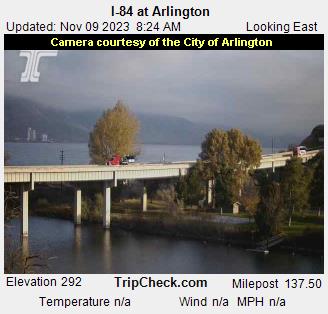 I-84 at Arlington
Updated: Nov 09 2023 8:24 AM Looking East
Camera courtesy of the City of Arlington
Elevation 292 TripCheck.com Milepost 137.50
Temperature n/a Wind n/a MPH n/a